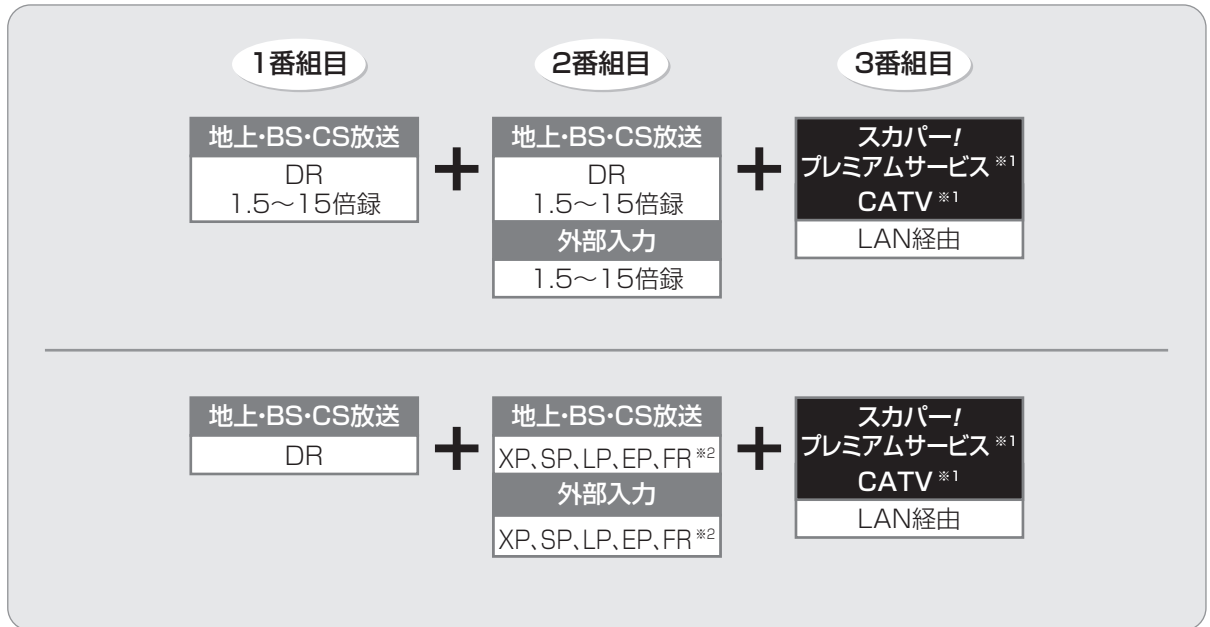 1番組目
2番組目
3番組目
地上・BS・CS放送
DR
1.5～15倍録
地上・BS・CS放送
DR
1.5～15倍録
外部入力
1.5～15倍録
スカパー!
プレミアムサービス※1
CATV※1
LAN経由
地上・BS・CS放送
DR
地上・BS・CS放送
XP、SP、LP、EP、FR※2
外部入力
XP、SP、LP、EP、FR※2
スカパー!
プレミアムサービス※1
CATV※1
LAN経由